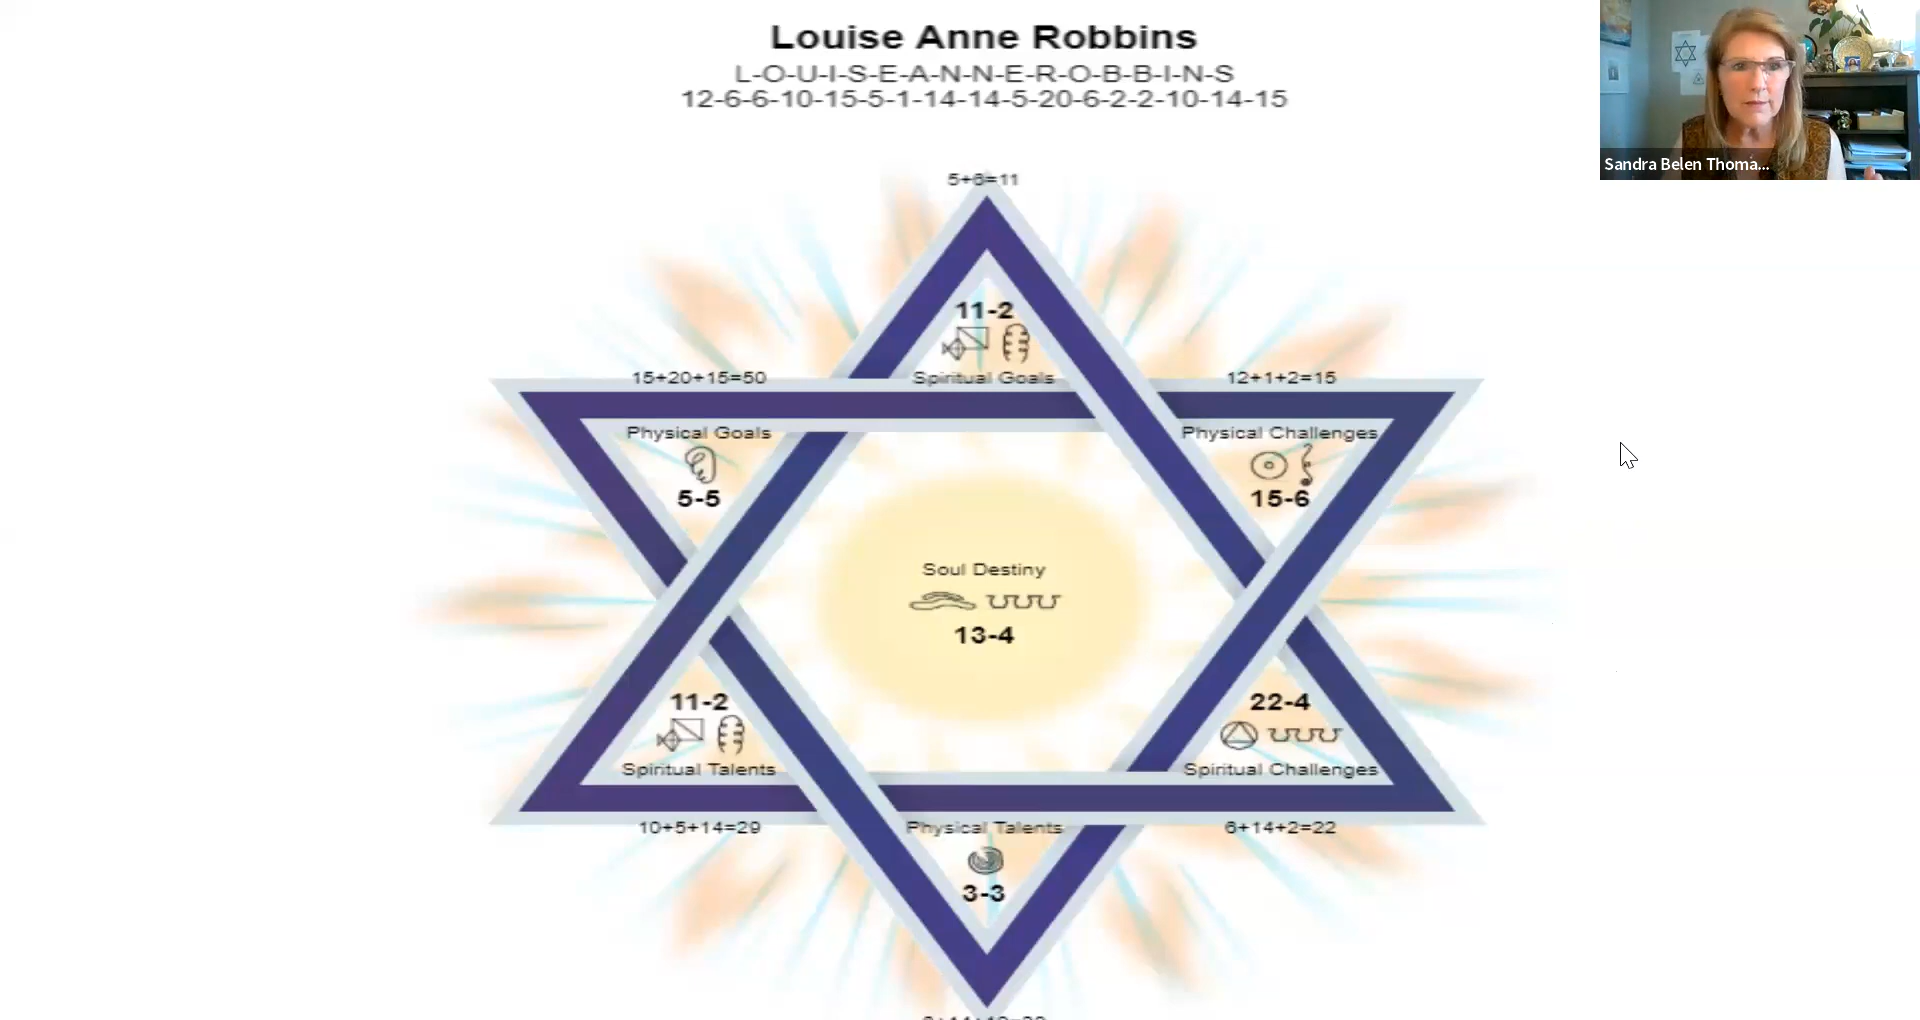 Louise Anne Robbins
L-O-U-I-S-E-A-N-N-E-R-O-B-B-I-N-S
12-6-6-10-15-5-1-14-14-5-20-6-2-2-10-14-15
Sandra Belen Thoma...
5+6=11
11-2
Spiritual Goals
15+20+15=50
12+1+2=15
Physical Goals
5-5
Physical Challenges
15-6
Soul Destiny
13-4
11-2
Spiritual Talents
22-4
Spiritual Challenges
10+5+14=29
Physical Talents
6+14+2=22
3-3